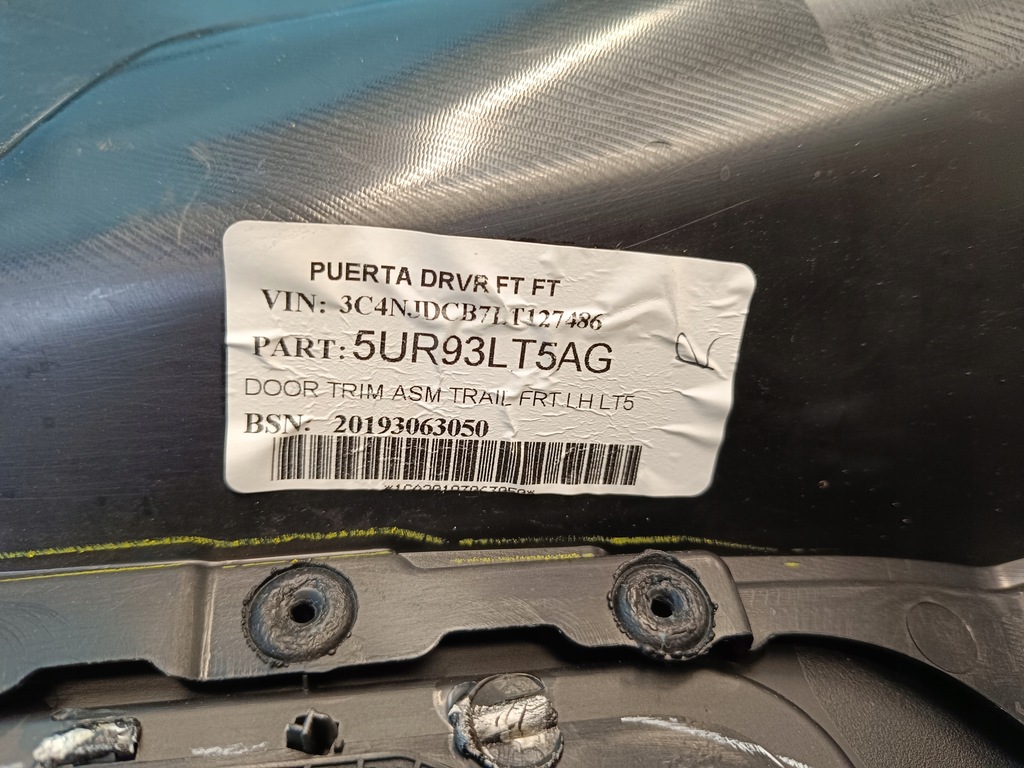 PUERTA DRVR FT FT
VIN: 3C4NJDCB7LT127486
PART: 5UR93LT5AG
R
DOOR TRIM ASM TRAIL FRT LH LT5
BSN: 20193063050